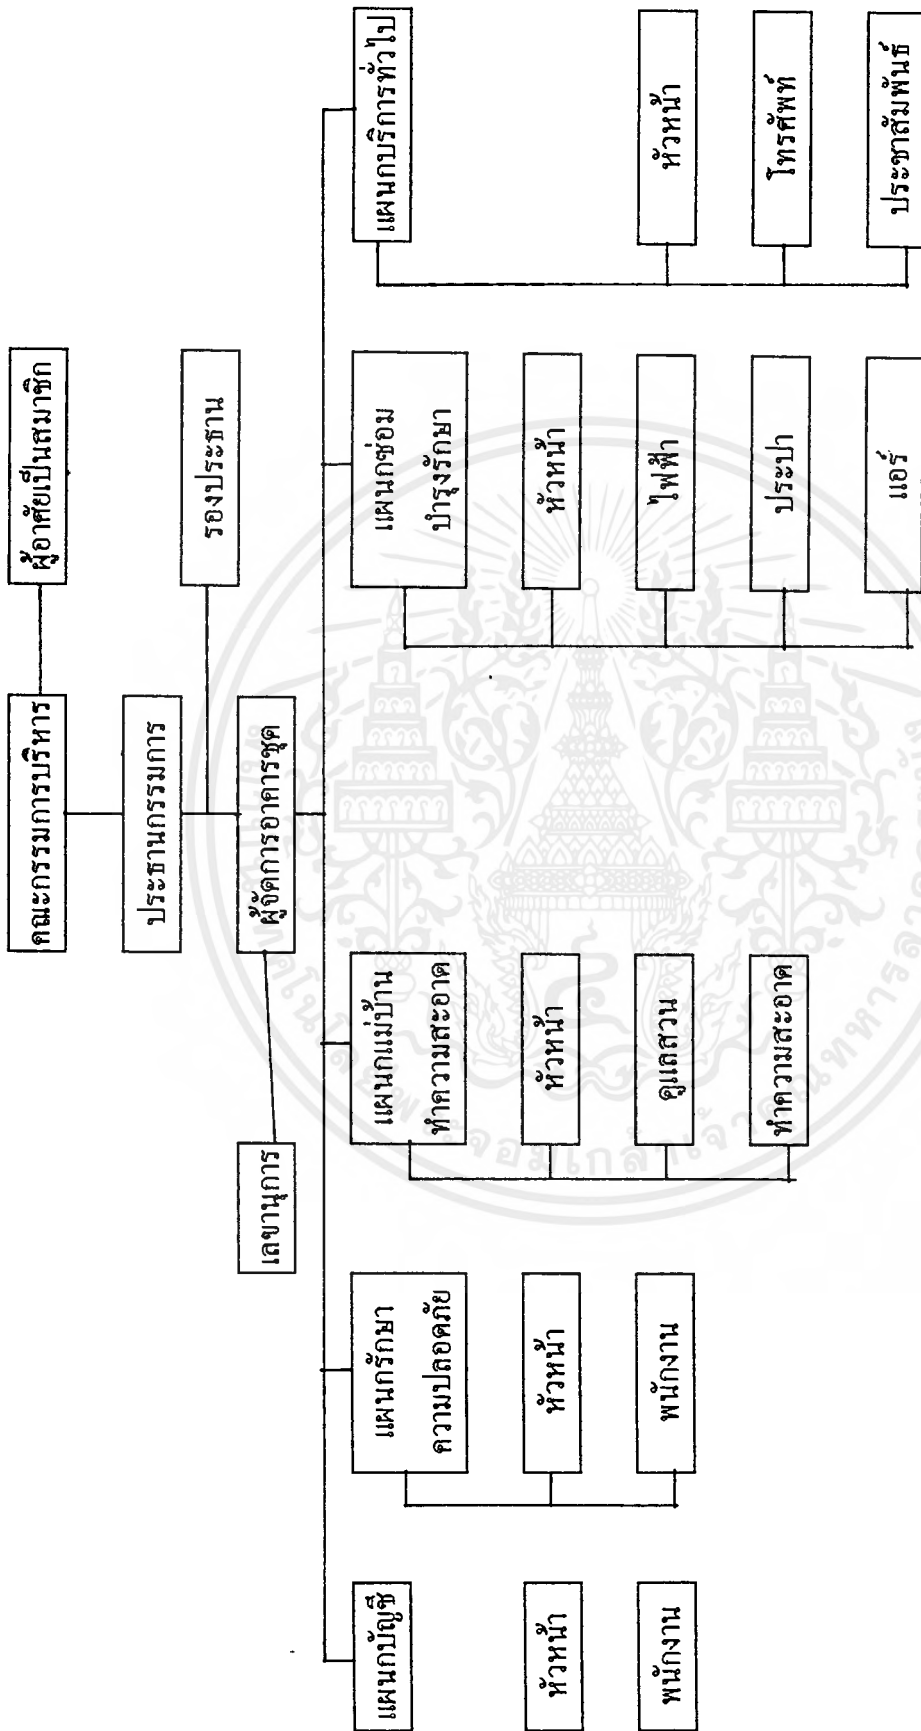 คณะกรรมการบริหาร
ผู้อาศัยเป็นสมาชิก
ประธานกรรมการ
รองประธาน
เลขานุการ
ผู้จัดการอาคารชุด
แผนกบัญชี
หัวหน้า
พนักงาน
แผนกรักษา
ความปลอดภัย
หัวหน้า
พนักงาน
แผนกแม่บ้าน
ทำความสะอาด
หัวหน้า
ดูแลสวน
ทำความสะอาด
แผนกซ่อม
บำรุงรักษา
หัวหน้า
ไฟฟ้า
ประปา
แอร์
แผนกบริการทั่วไป
หัวหน้า
โทรศัพท์
ประชาสัมพันธ์